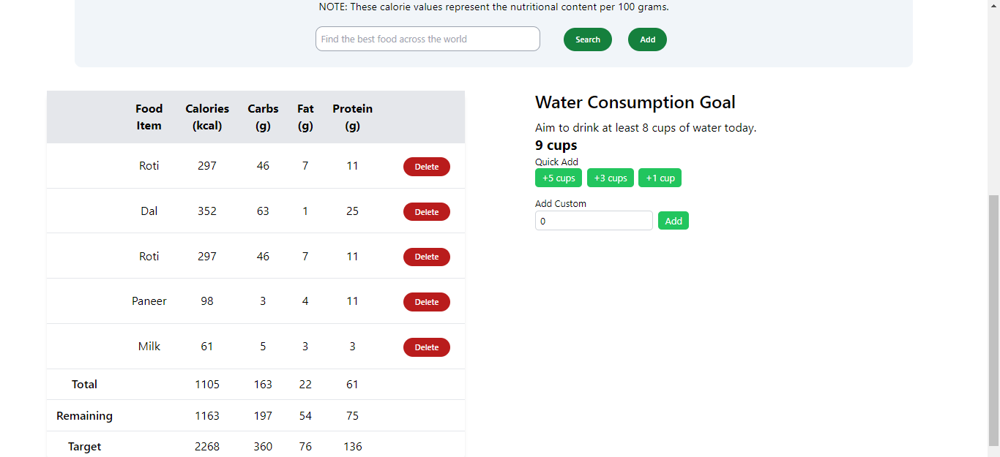 NOTE: These calorie values represent the nutritional content per 100 grams.
Find the best food across the world
Search
Add
Food Item Calories (kcal) Carbs (g) Fat (g) Protein (g)
Roti 297 46 7 11 Delete
Dal 352 63 1 25 Delete
Roti 297 46 7 11 Delete
Paneer 98 3 4 11 Delete
Milk 61 5 3 3 Delete
Total 1105 163 22 61
Remaining 1163 197 54 75
Target 2268 360 76 136
Water Consumption Goal
Aim to drink at least 8 cups of water today.
9 cups
Quick Add
+5 cups +3 cups +1 cup
Add Custom
0 Add